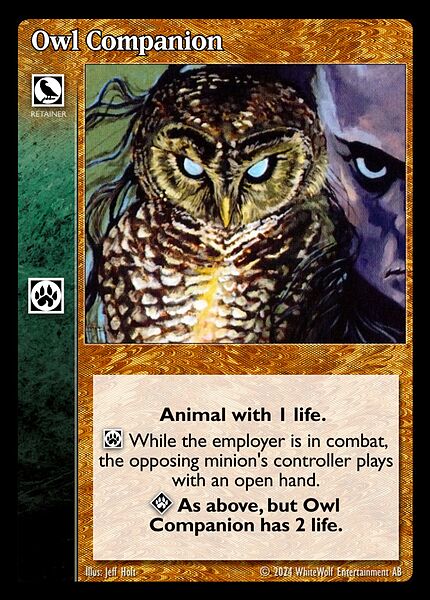 Owl Companion
RETAINER
Animal with 1 life.
While the employer is in combat,
the opposing minion's controller plays
with an open hand.
As above, but Owl
Companion has 2 life.
Illus: Jeff Holt
© 2024 WhiteWolf Entertainment AB